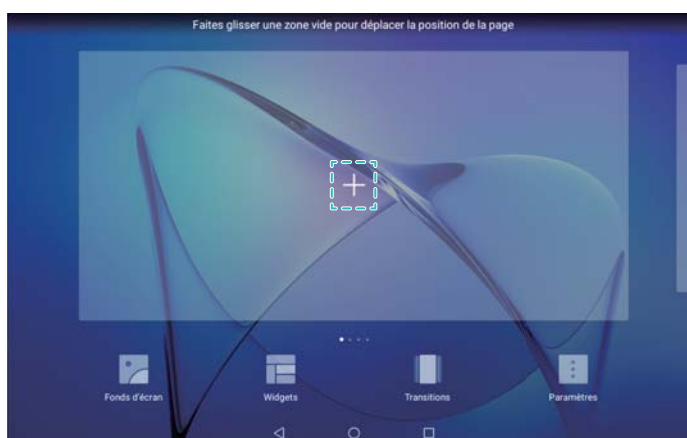 Faites glisser une zone vide pour déplacer la position de la page
Fonds d'écran
Widgets
Transitions
Paramètres